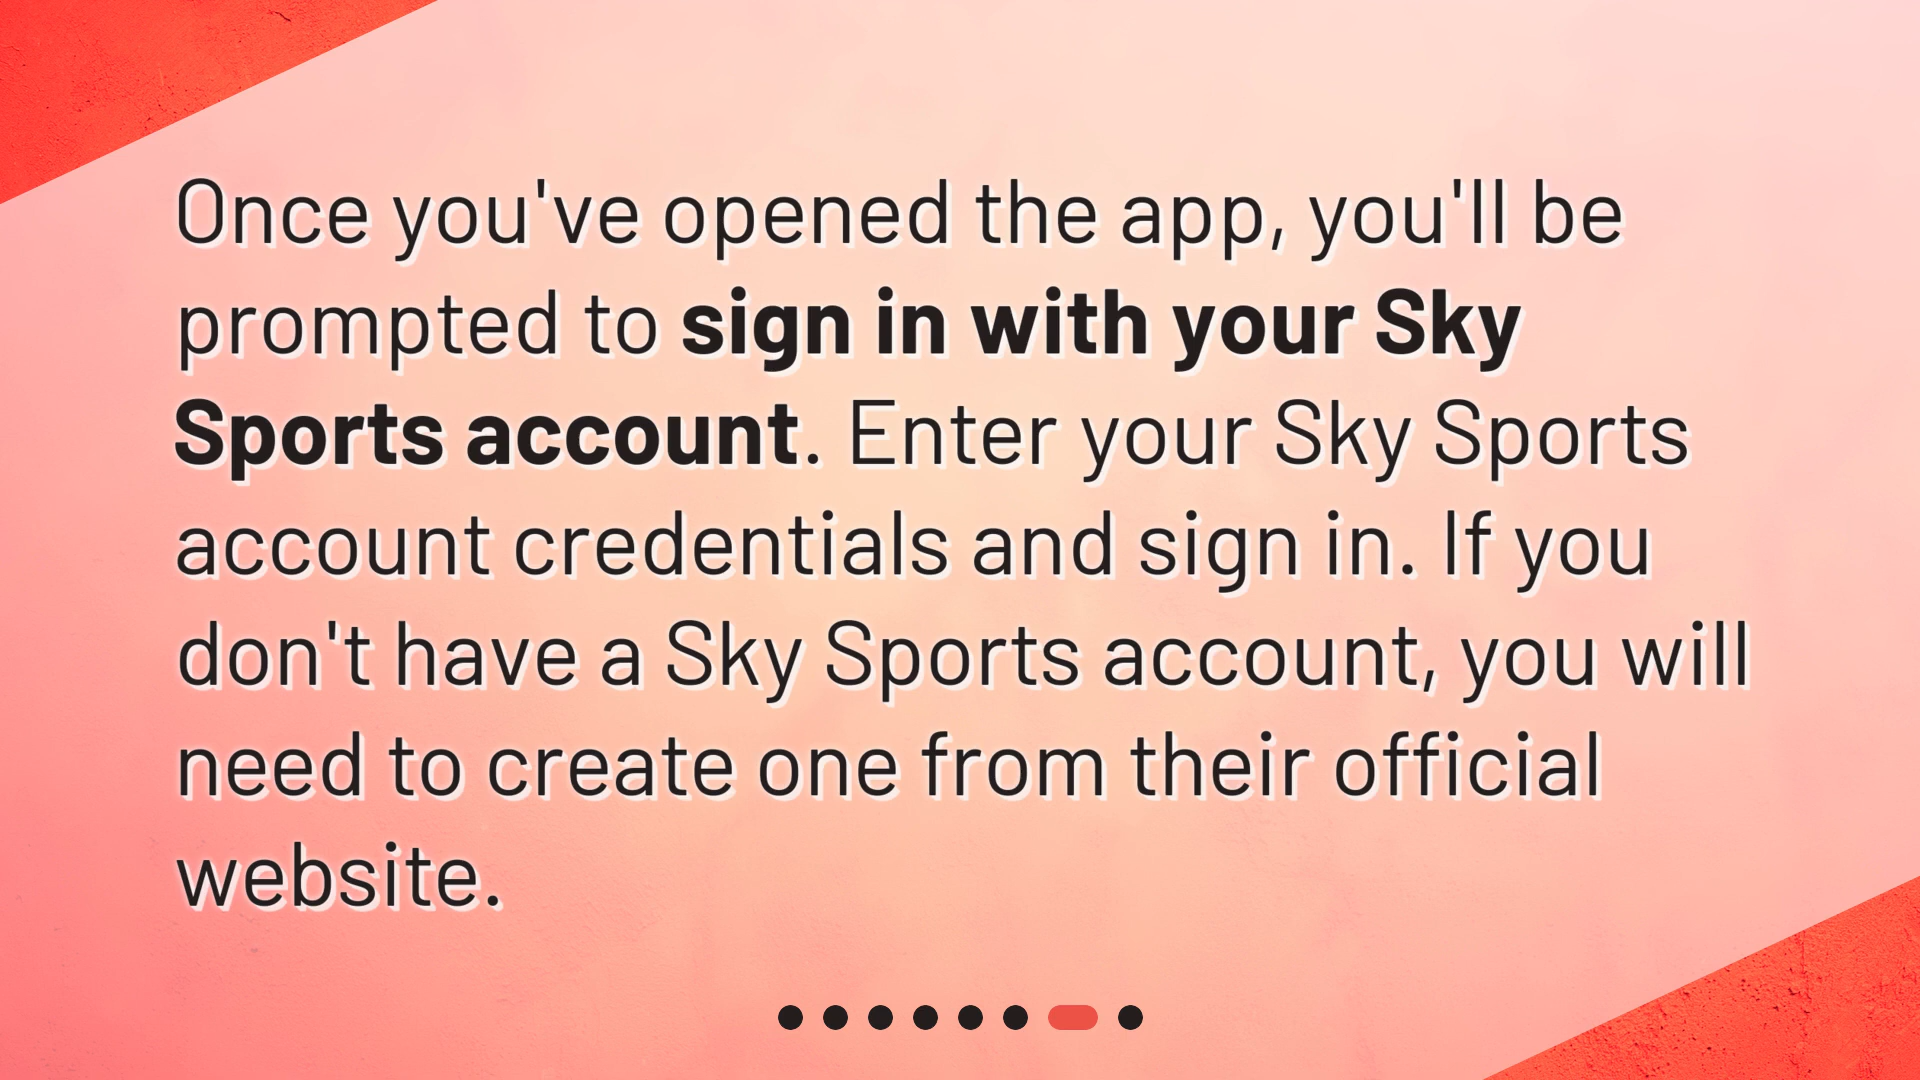 Once you've opened the app, you'll be
prompted to sign in with your Sky
Sports account. Enter your Sky Sports
account credentials and sign in. If you
don't have a Sky Sports account, you will
need to create one from their official
website.